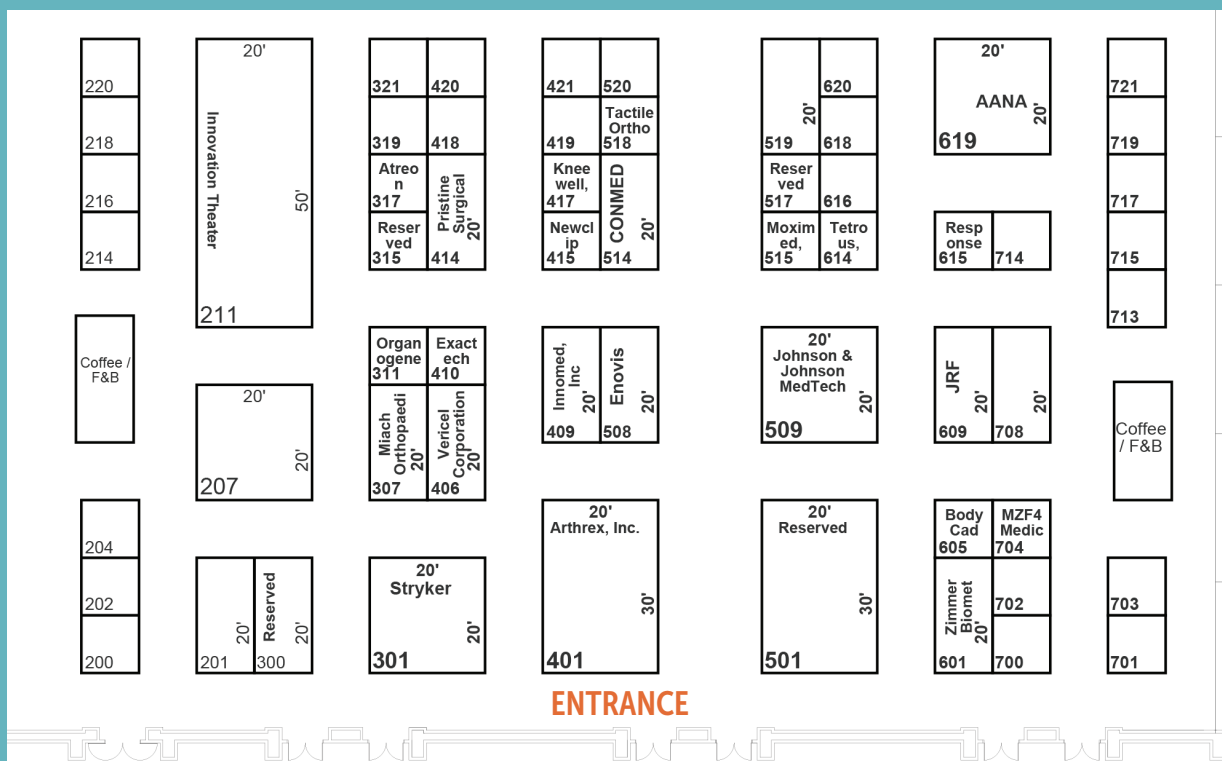 220
218
216
214
Coffee /
F&B
204
202
200
20'
Innovation Theater
50'
211
20'
20'
207
20'
201
Reserved
20'
300
321
420
319
418
Atreo
n
317
Pristine
Surgical
20'
414
Reser
ved
315
Organ
ogene
311
Exact
ech
410
Miach
Orthopaedi
20'
307
Vericel
Corporation
20'
406
20'
Stryker
20'
301
421
520
419
Tactile
Ortho
518
Knee
well,
417
CONMED
20'
514
Newcl
ip
415
Innomed,
Inc
20'
409
Enovis
20'
508
20'
Arthrex, Inc.
30'
401
20'
519
620
618
Reser
ved
517
616
Moxim
ed,
515
Tetro
us,
614
20'
Johnson &
Johnson
MedTech
20'
509
20'
Reserved
30'
501
20'
AANA
20'
619
Resp
onse
615
714
JRF
20'
609
20'
708
Body
Cad
605
MZF4
Medic
704
Zimmer
Biomet
20'
601
702
700
721
719
717
715
713
Coffee
/ F&B
703
701
ENTRANCE